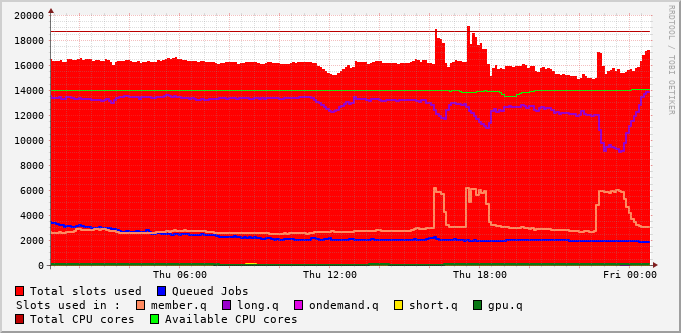 20000
18000
16000
14000
12000
10000
8000
6000
4000
2000
0
Thu 06:00 Thu 12:00 Thu 18:00 Fri 00:00
RRDTOOL / TOBI OETIKER
Total slots used Queued Jobs
Slots used in : member.q long.q ondemand.q short.q gpu.q
Total CPU cores Available CPU cores